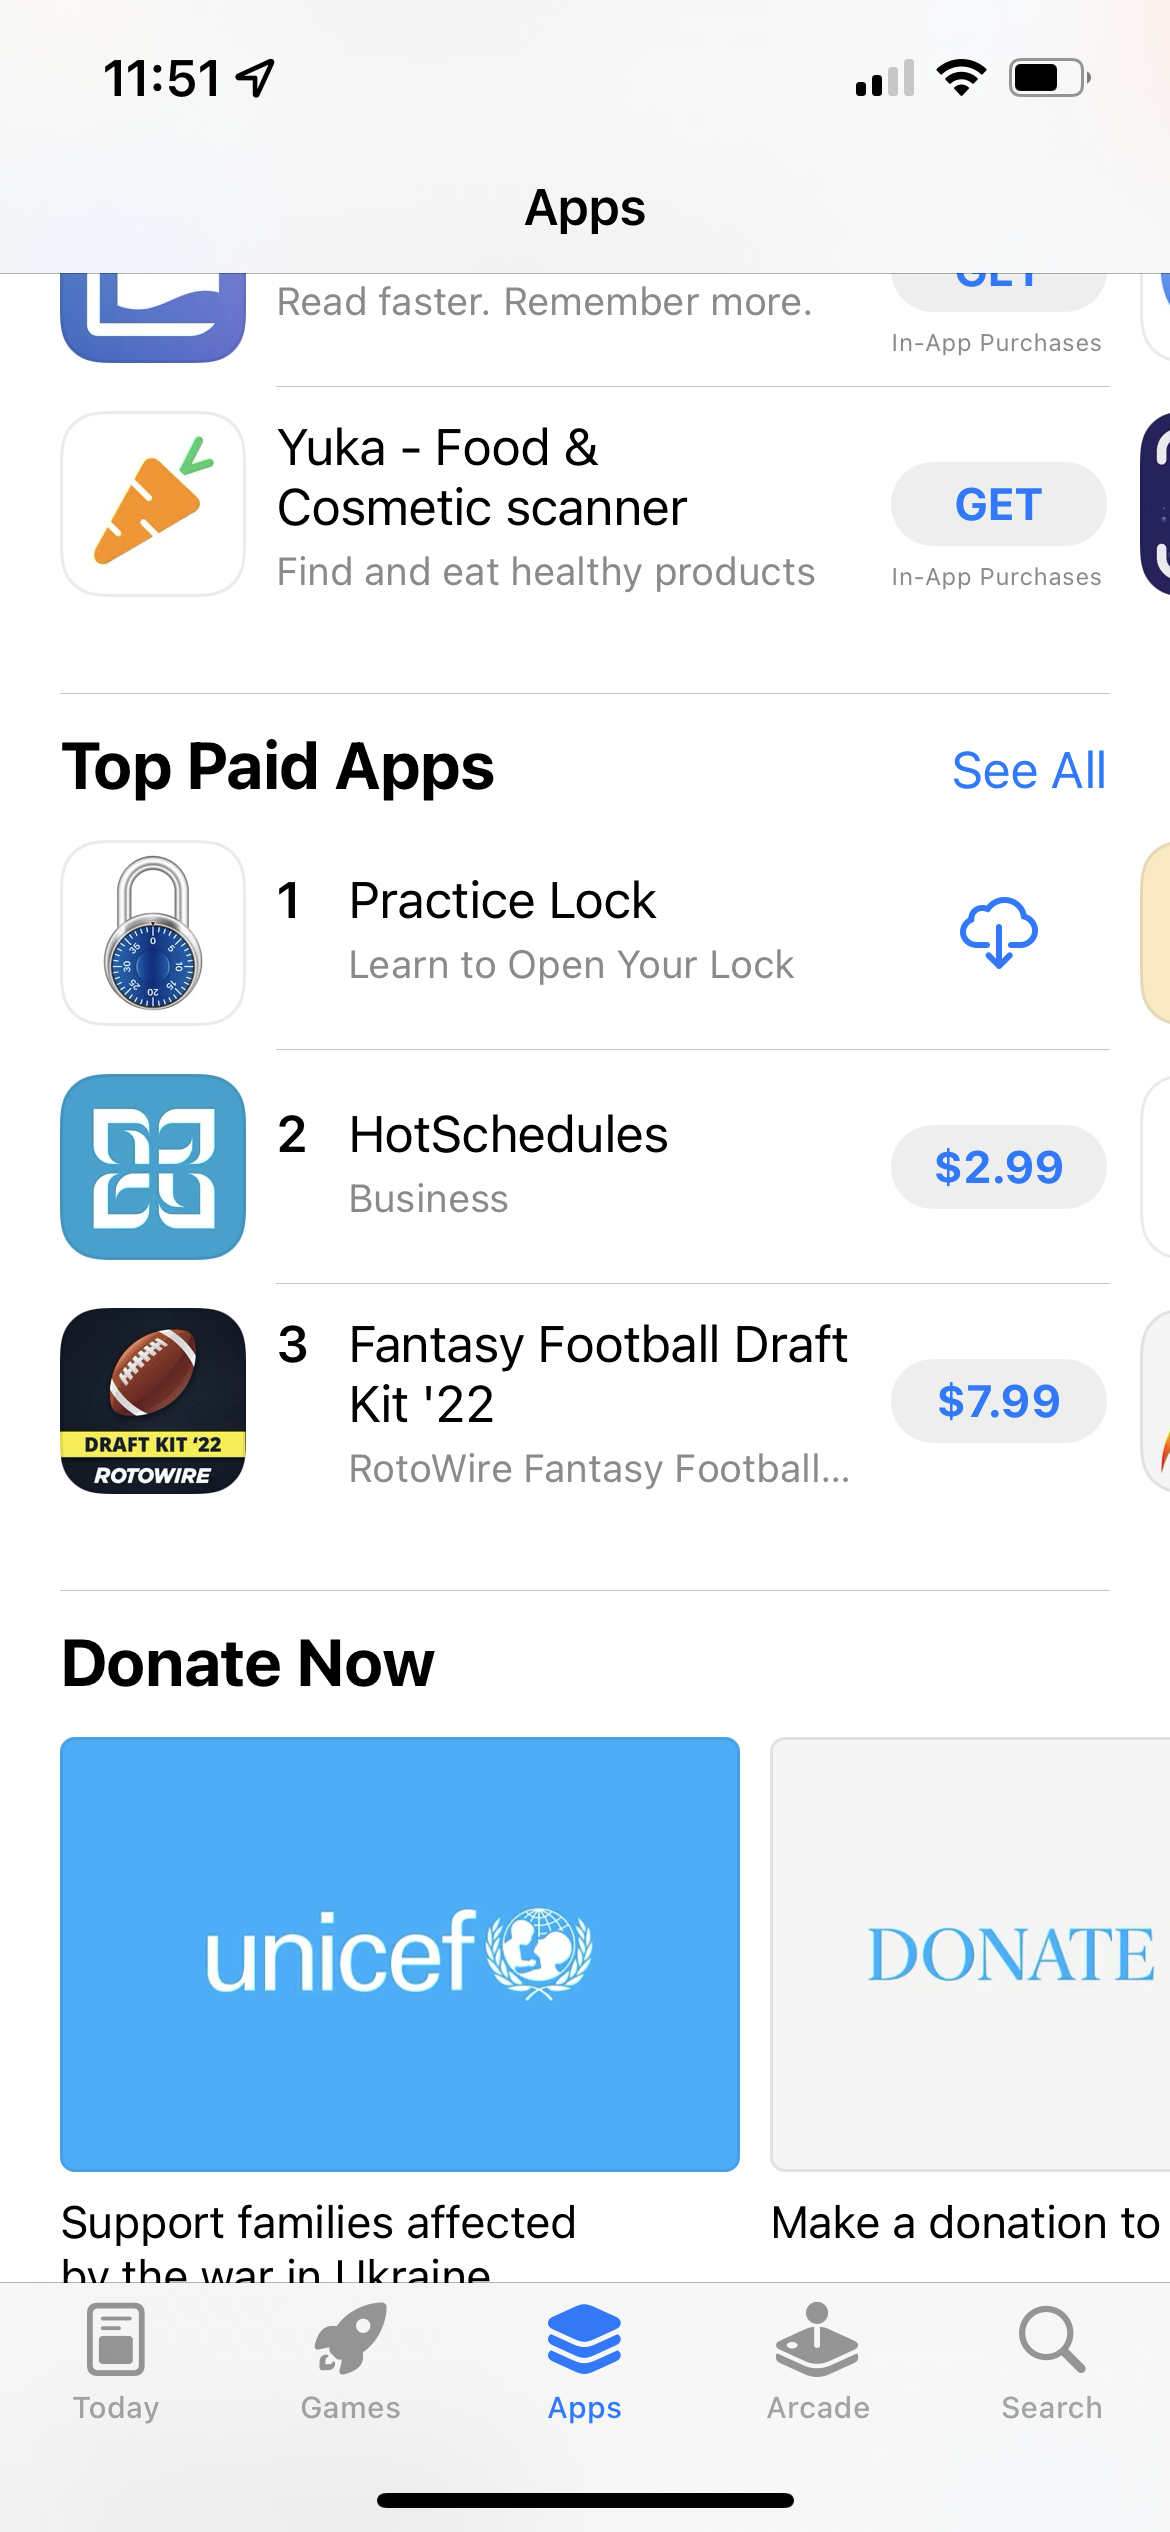 11:51
Apps
Read faster. Remember more.
GET
In-App Purchases
Yuka - Food &
Cosmetic scanner
Find and eat healthy products
GET
In-App Purchases
Top Paid Apps
See All
1 Practice Lock
Learn to Open Your Lock
2 HotSchedules
Business
$2.99
3 Fantasy Football Draft
Kit '22
RotoWire Fantasy Football...
$7.99
DRAFT KIT ‘22
ROTOWIRE
Donate Now
unicef
DONATE
Support families affected
by the war in Ukraine
Make a donation to
Today
Games
Apps
Arcade
Search